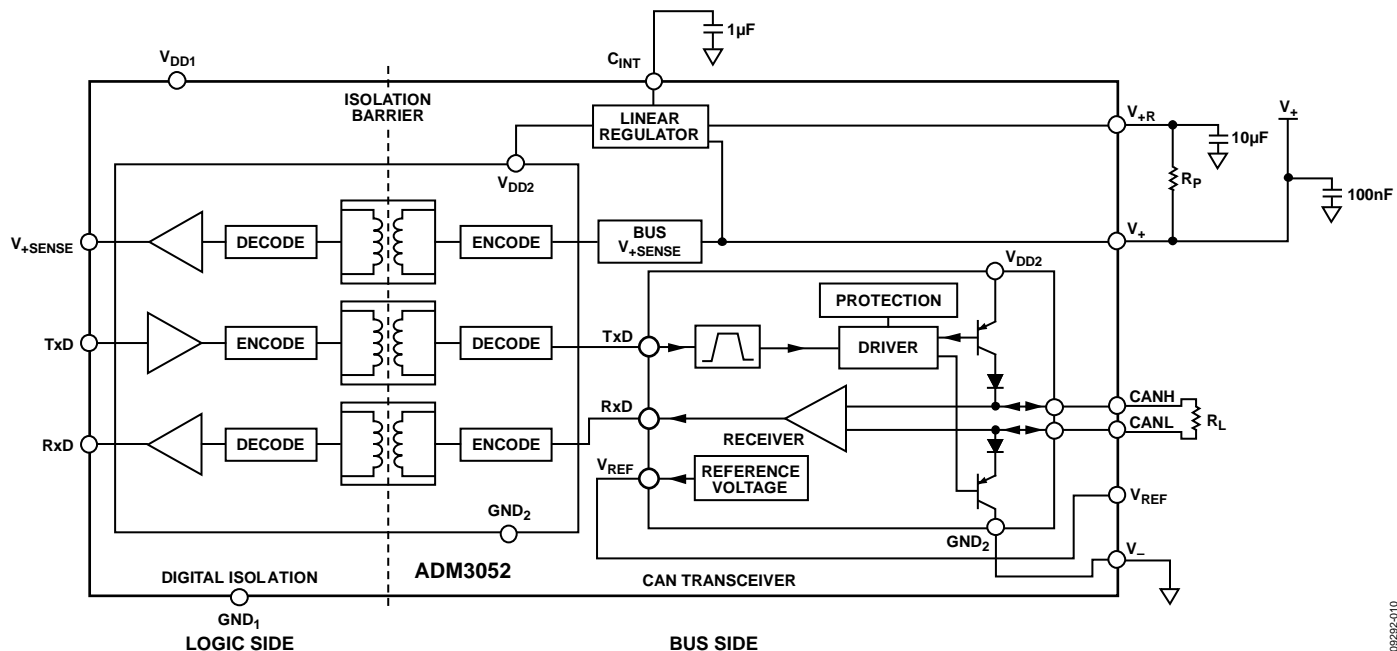 1µF
C_INT
V_DD1
ISOLATION
BARRIER
LINEAR
REGULATOR
V_+R
10µF
V_+
R_P
100nF
V_DD2
V_+SENSE
DECODE
ENCODE
BUS
V_+SENSE
V_+
V_DD2
PROTECTION
TxD
ENCODE
DECODE
TxD
DRIVER
CANH
R_L
CANL
RxD
DECODE
ENCODE
RxD
RECEIVER
V_REF
REFERENCE
VOLTAGE
V_REF
GND_2
GND_2
V_–
DIGITAL ISOLATION
ADM3052
CAN TRANSCEIVER
GND_1
LOGIC SIDE
BUS SIDE
09292-010